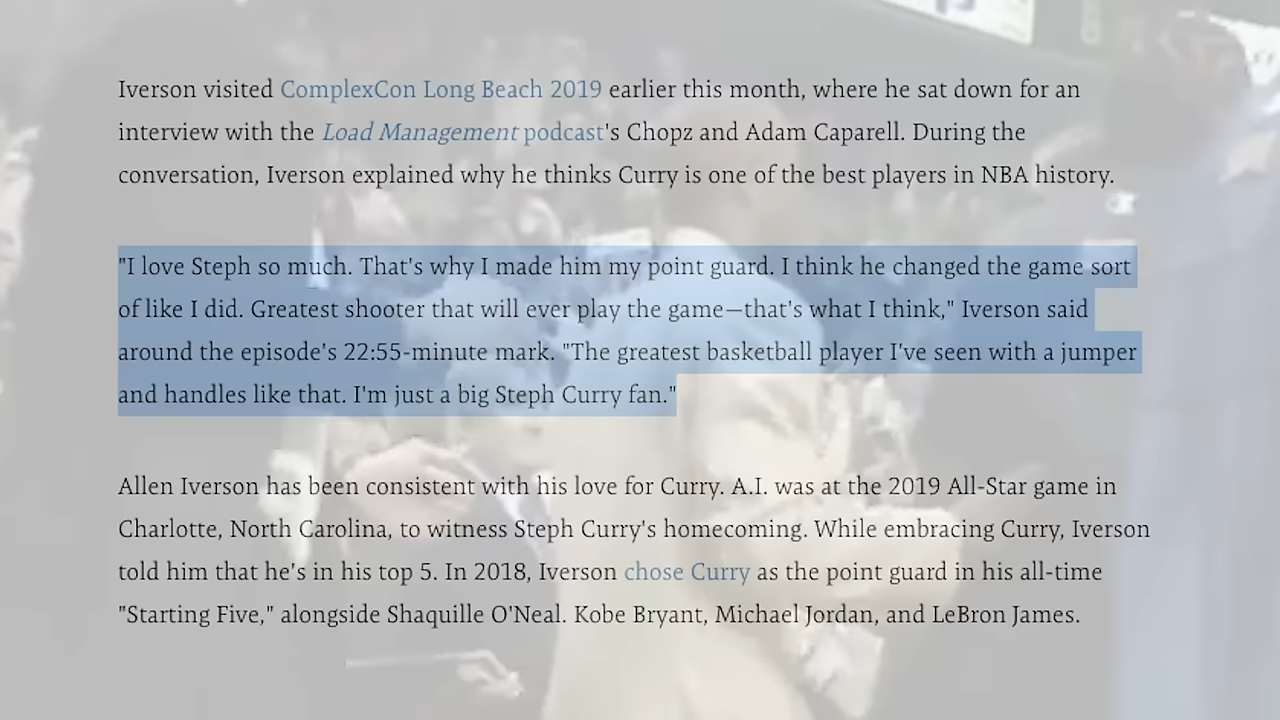 Iverson visited ComplexCon Long Beach 2019 earlier this month, where he sat down for an
interview with the Load Management podcast's Chopz and Adam Caparell. During the
conversation, Iverson explained why he thinks Curry is one of the best players in NBA history.
"I love Steph so much. That's why I made him my point guard. I think he changed the game sort
of like I did. Greatest shooter that will ever play the game—that's what I think," Iverson said
around the episode's 22:55-minute mark. "The greatest basketball player I've seen with a jumper
and handles like that. I'm just a big Steph Curry fan."
Allen Iverson has been consistent with his love for Curry. A.I. was at the 2019 All-Star game in
Charlotte, North Carolina, to witness Steph Curry's homecoming. While embracing Curry, Iverson
told him that he's in his top 5. In 2018, Iverson chose Curry as the point guard in his all-time
"Starting Five," alongside Shaquille O'Neal. Kobe Bryant, Michael Jordan, and LeBron James.